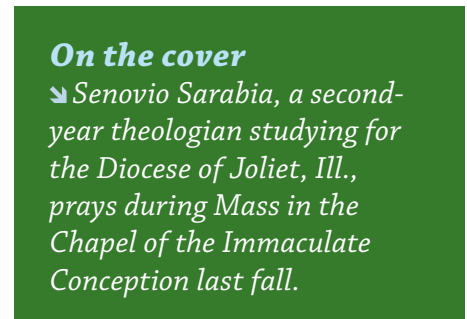 On the cover
Senovio Sarabia, a second-
year theologian studying for
the Diocese of Joliet, Ill.,
prays during Mass in the
Chapel of the Immaculate
Conception last fall.